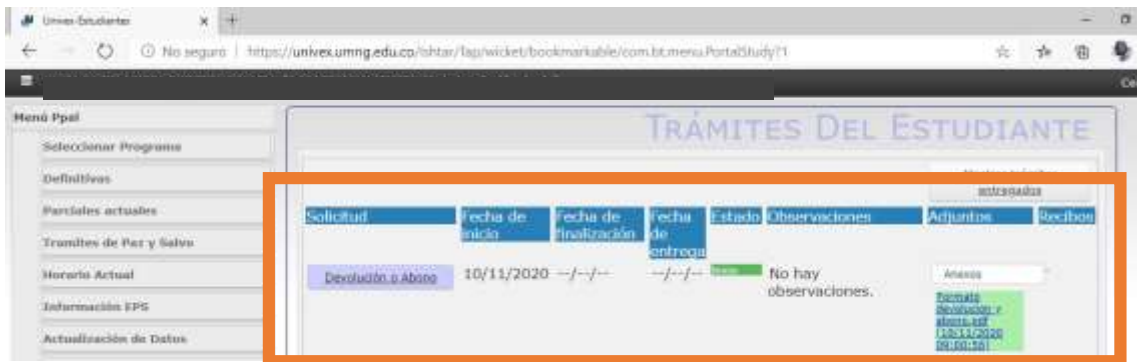 Univex-Estudiantes
No seguro | https://univex.umng.edu.co/ishtar/fap/wicket/bookmarkable/com.bt.menu.PortalStudy?1
Menú Ppal
TRÁMITES DEL ESTUDIANTE
Seleccionar Programa
Definitivas
entregados
Parciales actuales
Solicitud Fecha de inicio Fecha de finalización Fecha de entrega Estado Observaciones Adjuntos Recibos
Tramites de Paz y Salvo
Horario Actual
Devolución o Abono 10/11/2020 --/--/-- --/--/-- No hay observaciones. Anexos
Información EPS
Formato devolucion y abono.pdf (10/11/2020 09:00:56)
Actualización de Datos